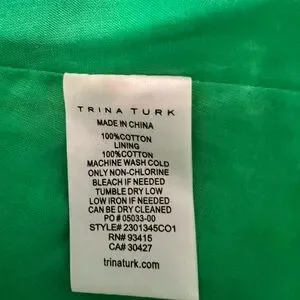 TRINA TURK
MADE IN CHINA
100%COTTON
LINING
100%COTTON
MACHINE WASH COLD
ONLY NON-CHLORINE
BLEACH IF NEEDED
TUMBLE DRY LOW
LOW IRON IF NEEDED
CAN BE DRY CLEANED
PO # 05033-00
STYLE# 2301345CO1
RN# 93415
CA# 30427
trinaturk.com